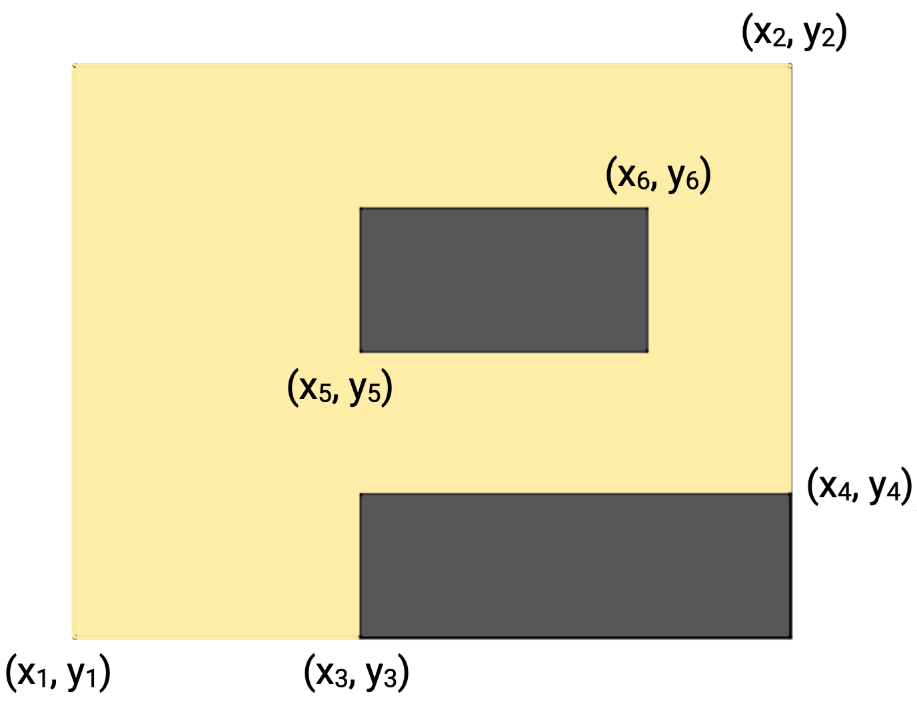 (x2, y2)
(x6, y6)
(x5, y5)
(x4, y4)
(x1, y1)
(x3, y3)